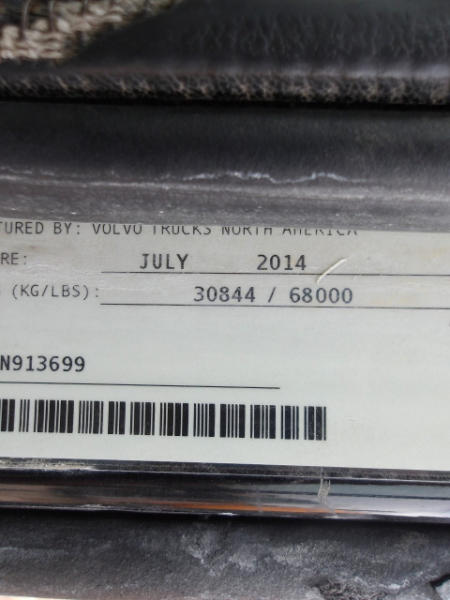 TURED BY: VOLVO TRUCKS NORTH AMERICA
RE: JULY 2014
(KG/LBS): 30844 / 68000
N913699